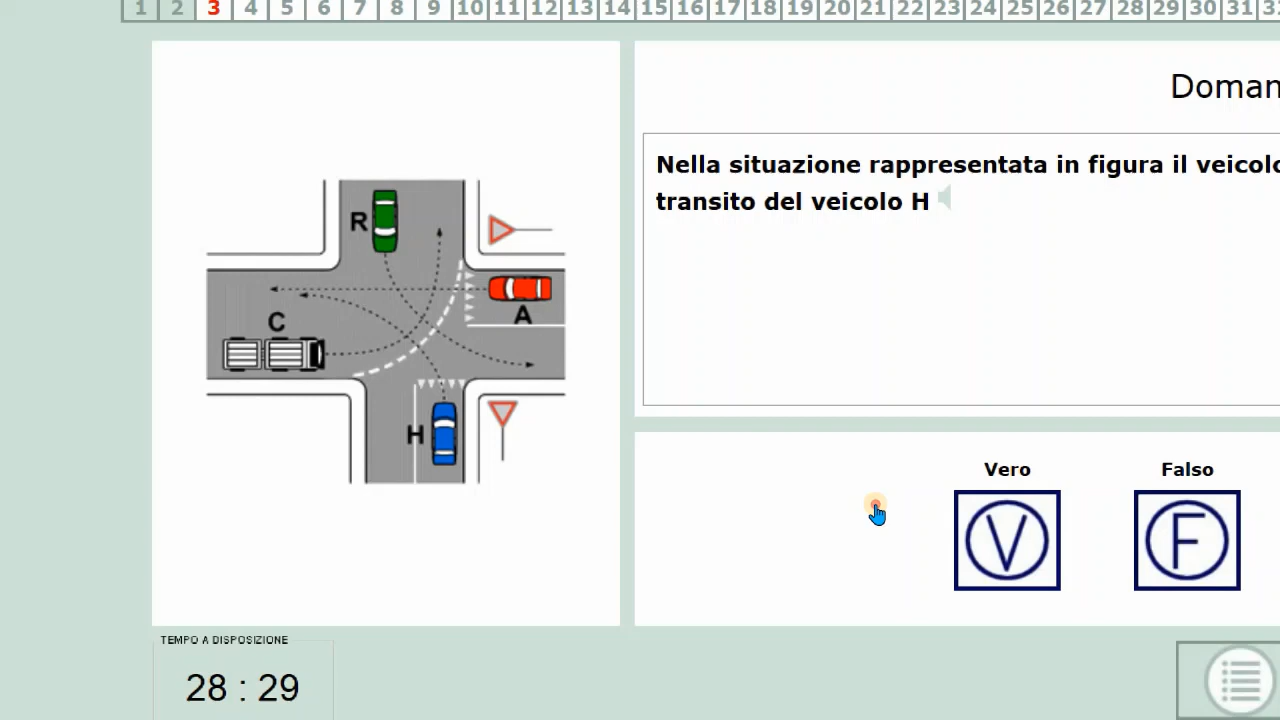 1 2 3 4 5 6 7 8 9 10 11 12 13 14 15 16 17 18 19 20 21 22 23 24 25 26 27 28 29 30 31
Doman
Nella situazione rappresentata in figura il veicolo
transito del veicolo H
R
A
C
H
Vero Falso
V F
TEMPO A DISPOSIZIONE
28 : 29